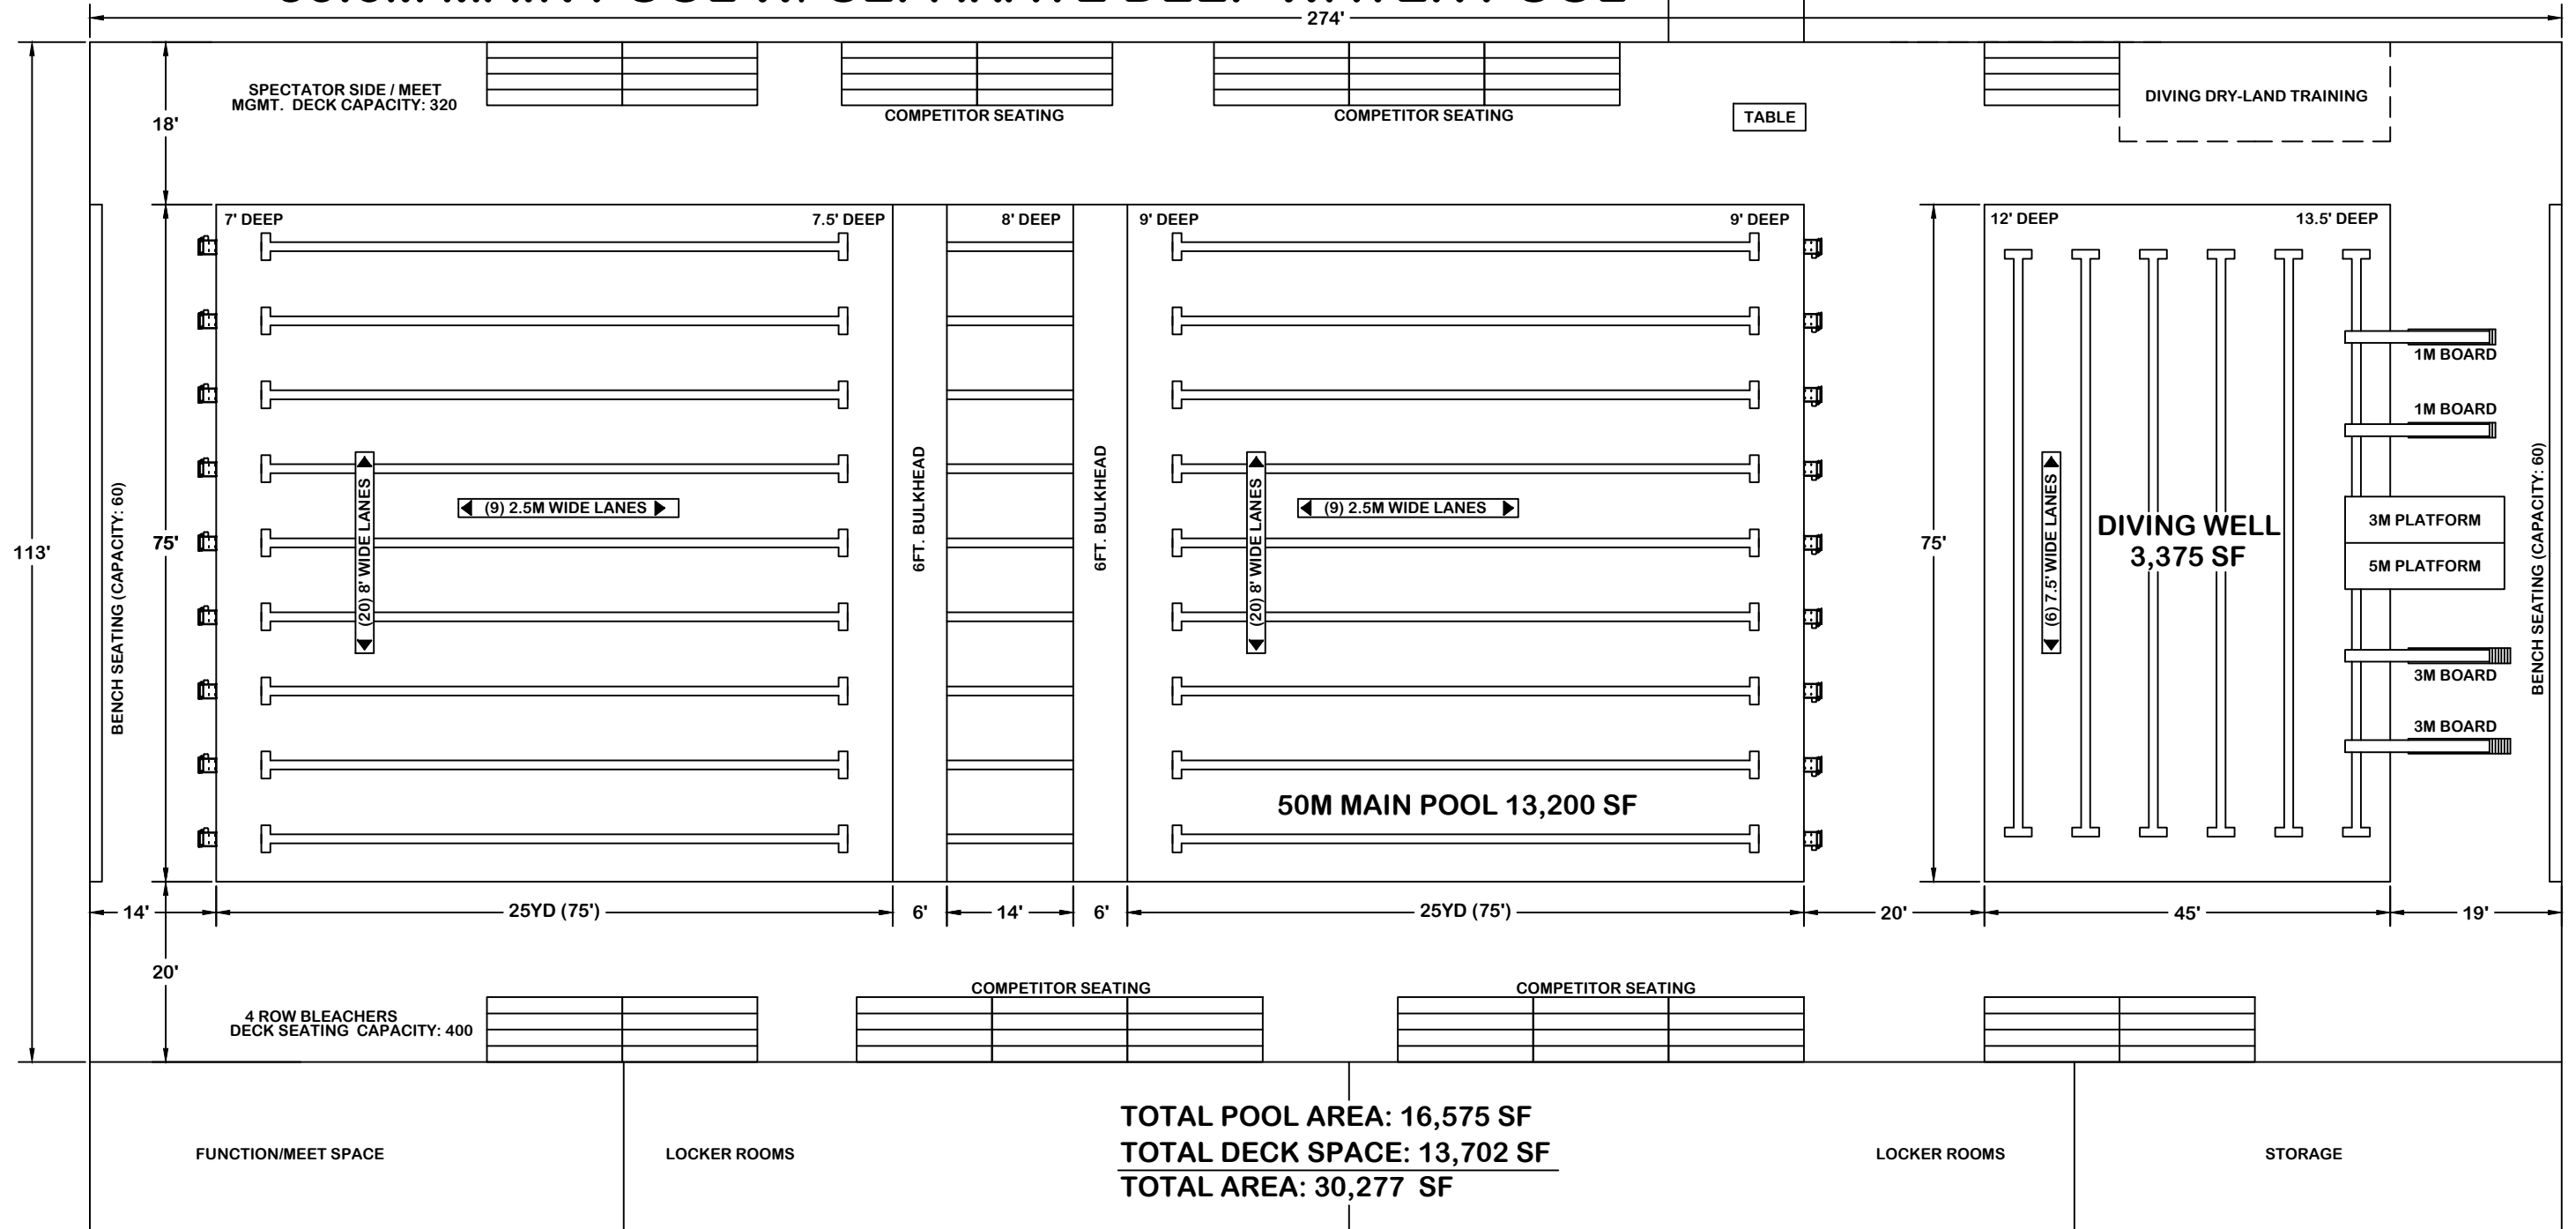 274'
SPECTATOR SIDE / MEET
MGMT. DECK CAPACITY: 320
COMPETITOR SEATING
COMPETITOR SEATING
TABLE
DIVING DRY-LAND TRAINING
18'
7' DEEP
7.5' DEEP
8' DEEP
9' DEEP
9' DEEP
12' DEEP
13.5' DEEP
1M BOARD
1M BOARD
BENCH SEATING (CAPACITY: 60)
(20) 8' WIDE LANES
(9) 2.5M WIDE LANES
6FT. BULKHEAD
6FT. BULKHEAD
(20) 8' WIDE LANES
(9) 2.5M WIDE LANES
(6) 7.5' WIDE LANES
DIVING WELL
3,375 SF
3M PLATFORM
5M PLATFORM
BENCH SEATING (CAPACITY: 60)
113'
75'
75'
3M BOARD
3M BOARD
50M MAIN POOL 13,200 SF
14'
25YD (75')
6'
14'
6'
25YD (75')
20'
45'
19'
20'
COMPETITOR SEATING
COMPETITOR SEATING
4 ROW BLEACHERS
DECK SEATING CAPACITY: 400
TOTAL POOL AREA: 16,575 SF
TOTAL DECK SPACE: 13,702 SF
TOTAL AREA: 30,277 SF
FUNCTION/MEET SPACE
LOCKER ROOMS
LOCKER ROOMS
STORAGE